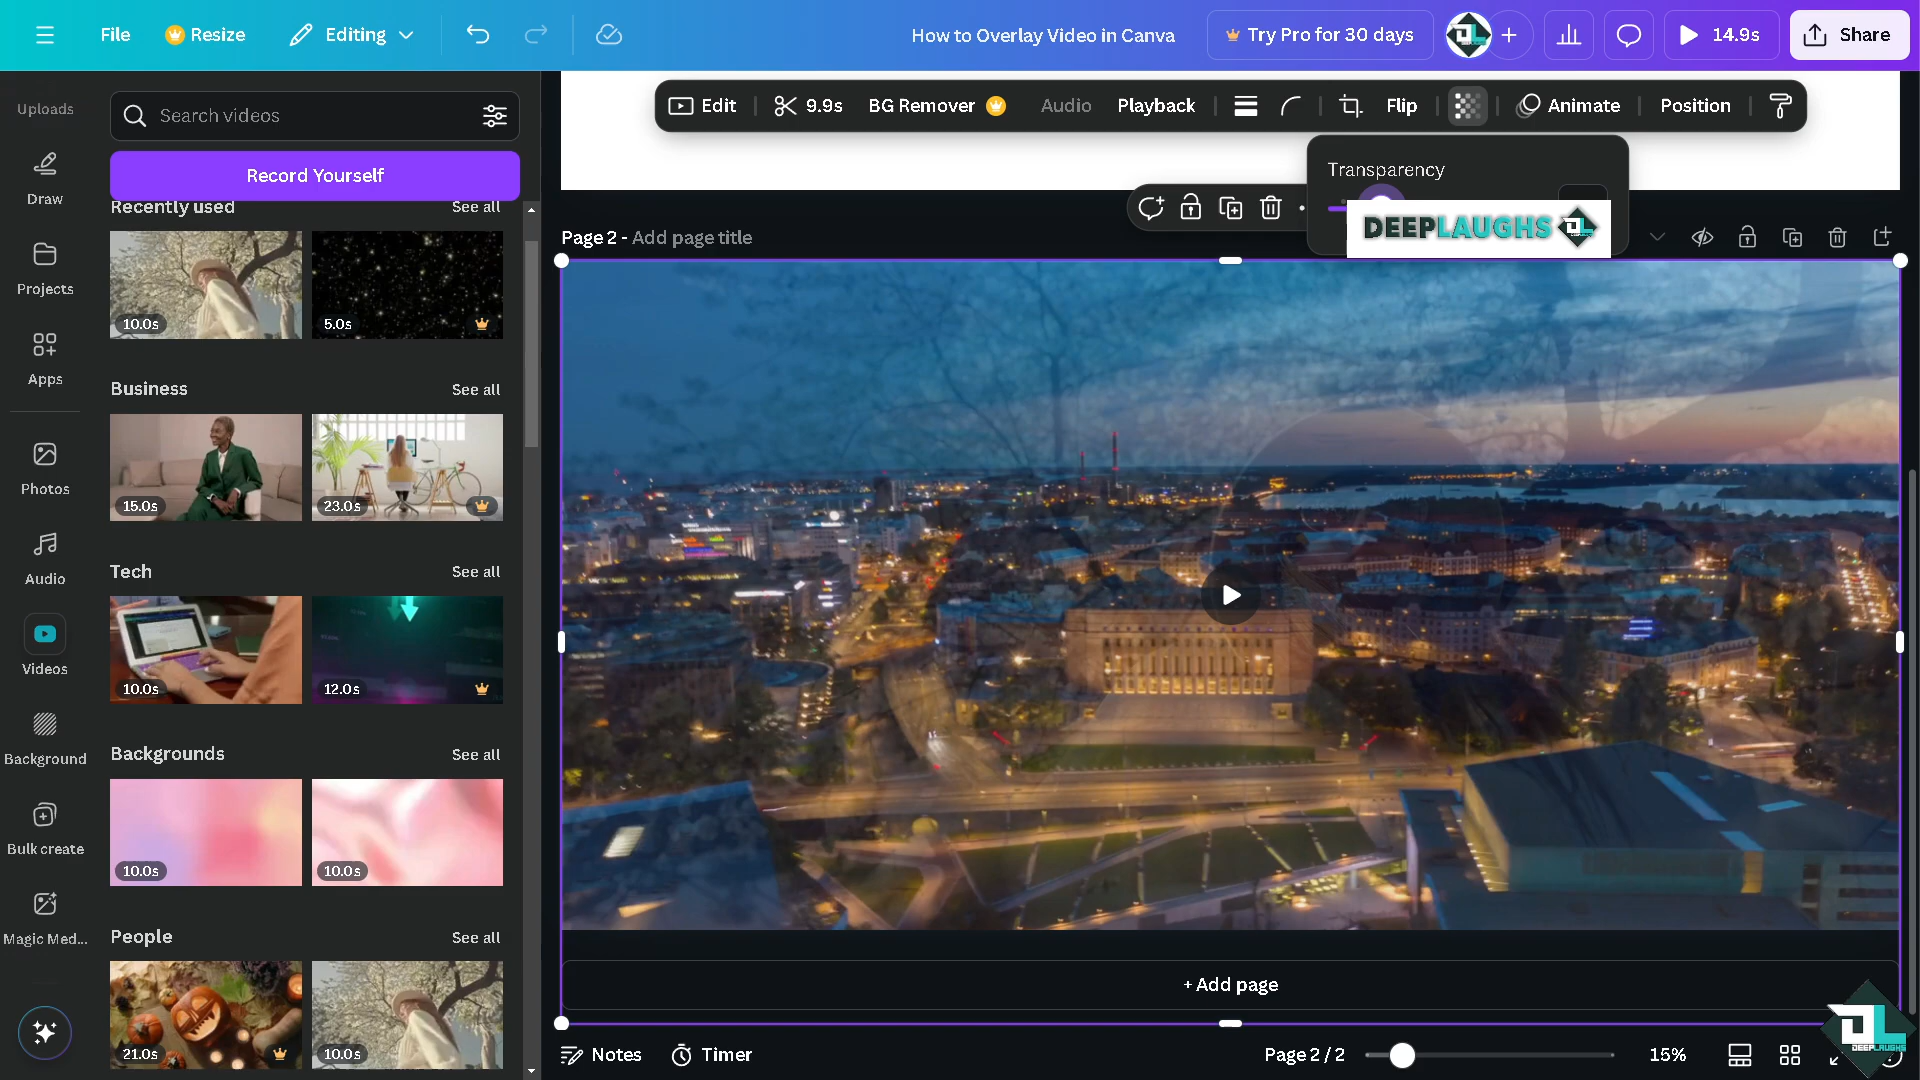 File
Resize
Editing
How to Overlay Video in Canva
Try Pro for 30 days
14.9s
Share
Uploads
Draw
Projects
Apps
Photos
Audio
Videos
Background
Bulk create
Magic Med...
Search videos
Record Yourself
Recently used
See all
10.0s
5.0s
Business
See all
15.0s
23.0s
Tech
See all
10.0s
12.0s
Backgrounds
See all
10.0s
10.0s
People
See all
21.0s
10.0s
Edit
9.9s
BG Remover
Audio
Playback
Flip
Animate
Position
Transparency
DEEPLAUGHS
Page 2 - Add page title
+ Add page
Notes
Timer
Page 2 / 2
15%
DL
DEEPLAUGHS